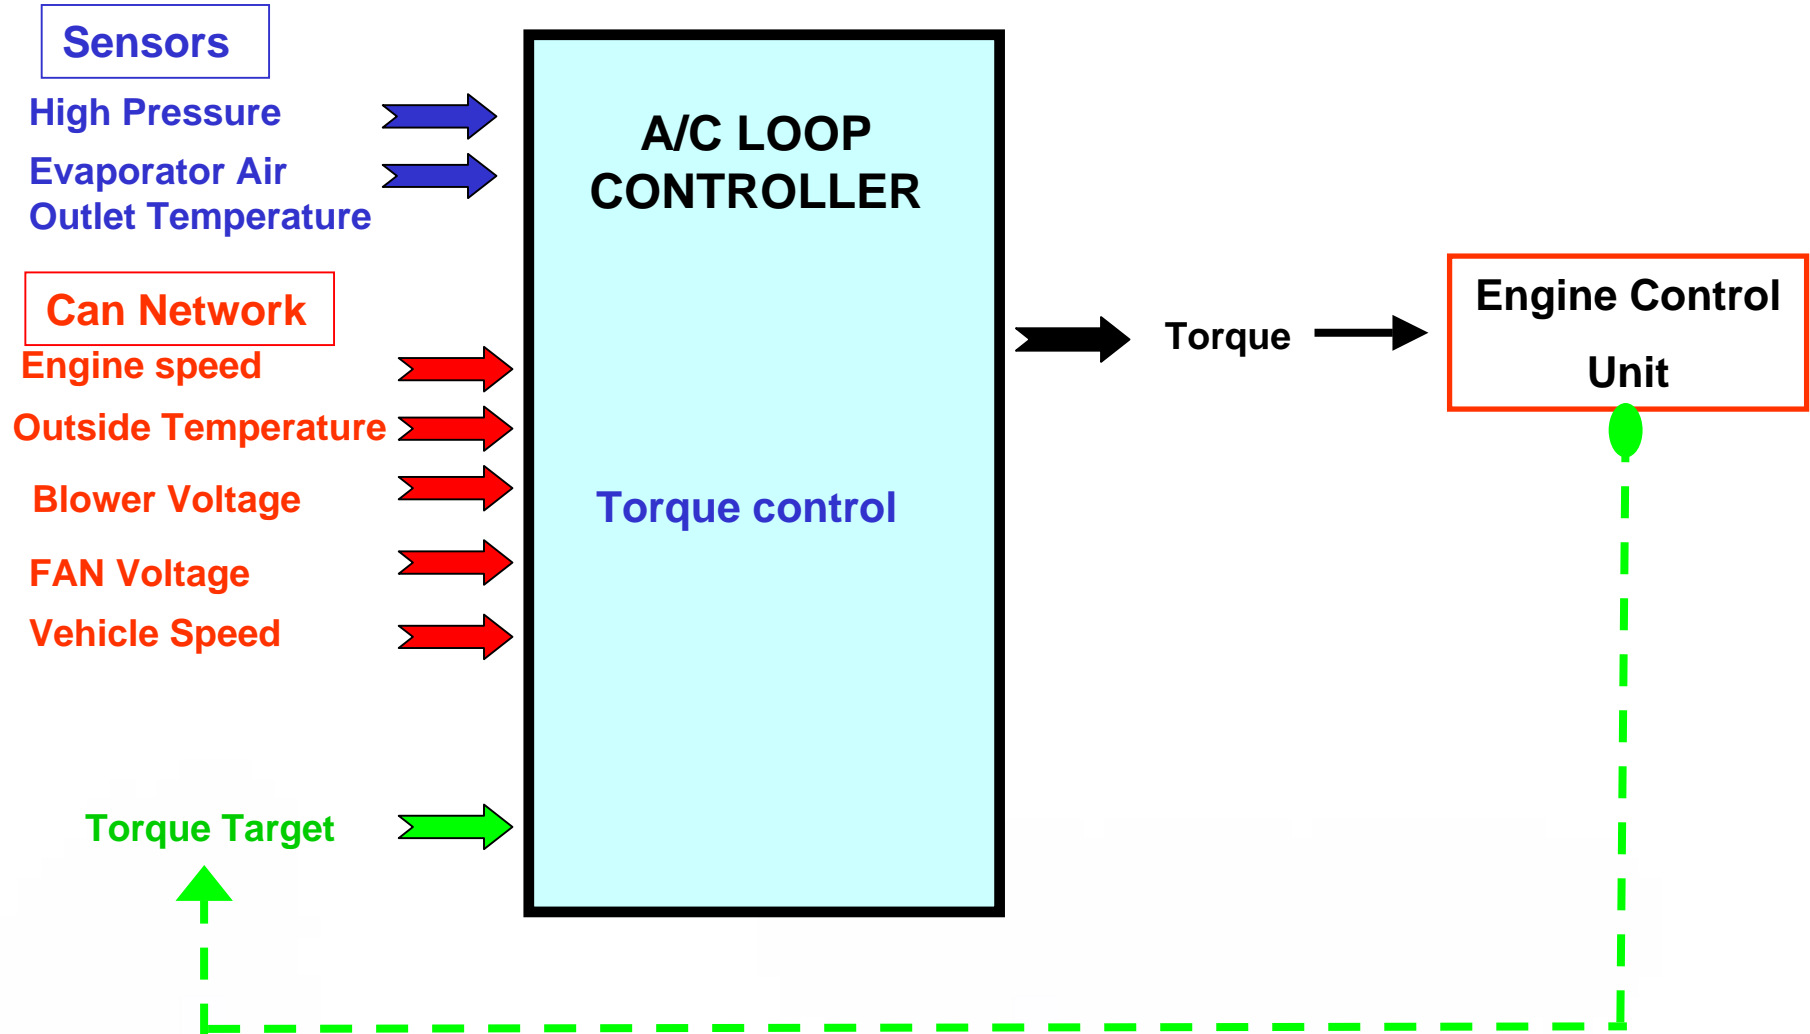 Sensors
High Pressure
Evaporator Air
Outlet Temperature
Can Network
Engine speed
Outside Temperature
Blower Voltage
FAN Voltage
Vehicle Speed
Torque Target
A/C LOOP
CONTROLLER
Torque control
Torque
Engine Control
Unit